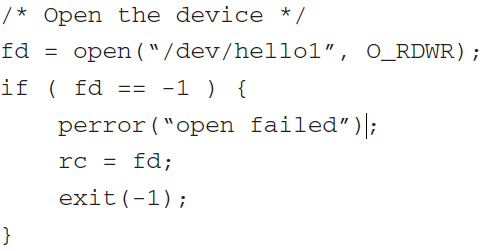 /* Open the device */
fd = open(“/dev/hello1”, O_RDWR);
if ( fd == -1 ) {
    perror(“open failed”);
    rc = fd;
    exit(-1);
}